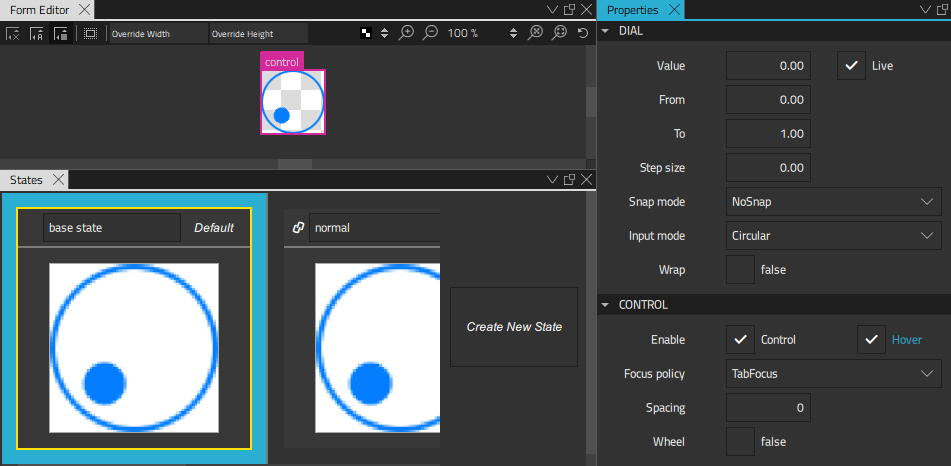 Form Editor
Override Width
Override Height
100 %
control
States
base state
Default
normal
Create New State
Properties
DIAL
Value
0.00
Live
From
0.00
To
1.00
Step size
0.00
Snap mode
NoSnap
Input mode
Circular
Wrap
false
CONTROL
Enable
Control
Hover
Focus policy
TabFocus
Spacing
0
Wheel
false